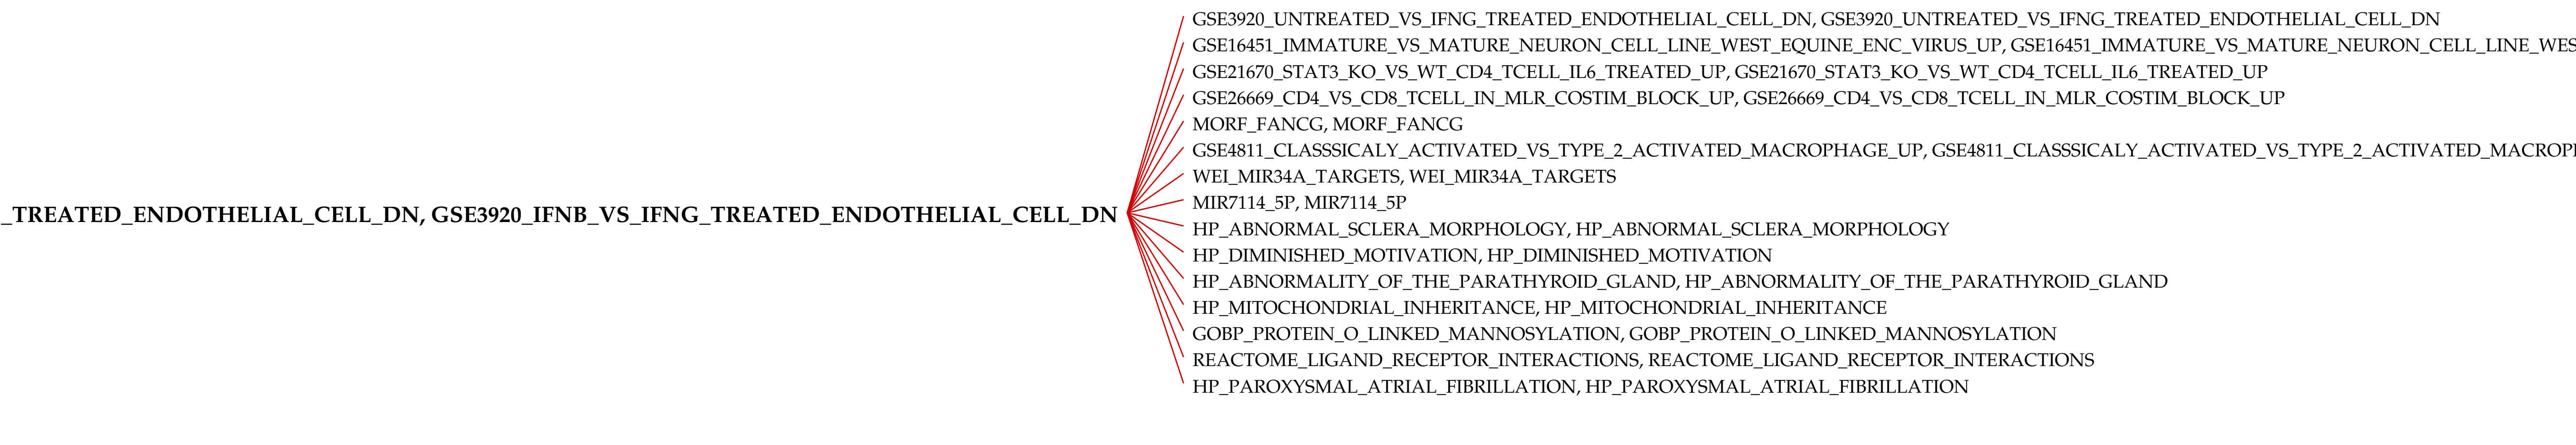 GSE3920_UNTREATED_VS_IFNG_TREATED_ENDOTHELIAL_CELL_DN, GSE3920_UNTREATED_VS_IFNG_TREATED_ENDOTHELIAL_CELL_DN
GSE16451_IMMATURE_VS_MATURE_NEURON_CELL_LINE_WEST_EQUINE_ENC_VIRUS_UP, GSE16451_IMMATURE_VS_MATURE_NEURON_CELL_LINE_WES
GSE21670_STAT3_KO_VS_WT_CD4_TCELL_IL6_TREATED_UP, GSE21670_STAT3_KO_VS_WT_CD4_TCELL_IL6_TREATED_UP
GSE26669_CD4_VS_CD8_TCELL_IN_MLR_COSTIM_BLOCK_UP, GSE26669_CD4_VS_CD8_TCELL_IN_MLR_COSTIM_BLOCK_UP
MORF_FANCG, MORF_FANCG
GSE4811_CLASSSICALY_ACTIVATED_VS_TYPE_2_ACTIVATED_MACROPHAGE_UP, GSE4811_CLASSSICALY_ACTIVATED_VS_TYPE_2_ACTIVATED_MACROP
WEI_MIR34A_TARGETS, WEI_MIR34A_TARGETS
MIR7114_5P, MIR7114_5P
_TREATED_ENDOTHELIAL_CELL_DN, GSE3920_IFNB_VS_IFNG_TREATED_ENDOTHELIAL_CELL_DN
HP_ABNORMAL_SCLERA_MORPHOLOGY, HP_ABNORMAL_SCLERA_MORPHOLOGY
HP_DIMINISHED_MOTIVATION, HP_DIMINISHED_MOTIVATION
HP_ABNORMALITY_OF_THE_PARATHYROID_GLAND, HP_ABNORMALITY_OF_THE_PARATHYROID_GLAND
HP_MITOCHONDRIAL_INHERITANCE, HP_MITOCHONDRIAL_INHERITANCE
GOBP_PROTEIN_O_LINKED_MANNOSYLATION, GOBP_PROTEIN_O_LINKED_MANNOSYLATION
REACTOME_LIGAND_RECEPTOR_INTERACTIONS, REACTOME_LIGAND_RECEPTOR_INTERACTIONS
HP_PAROXYSMAL_ATRIAL_FIBRILLATION, HP_PAROXYSMAL_ATRIAL_FIBRILLATION